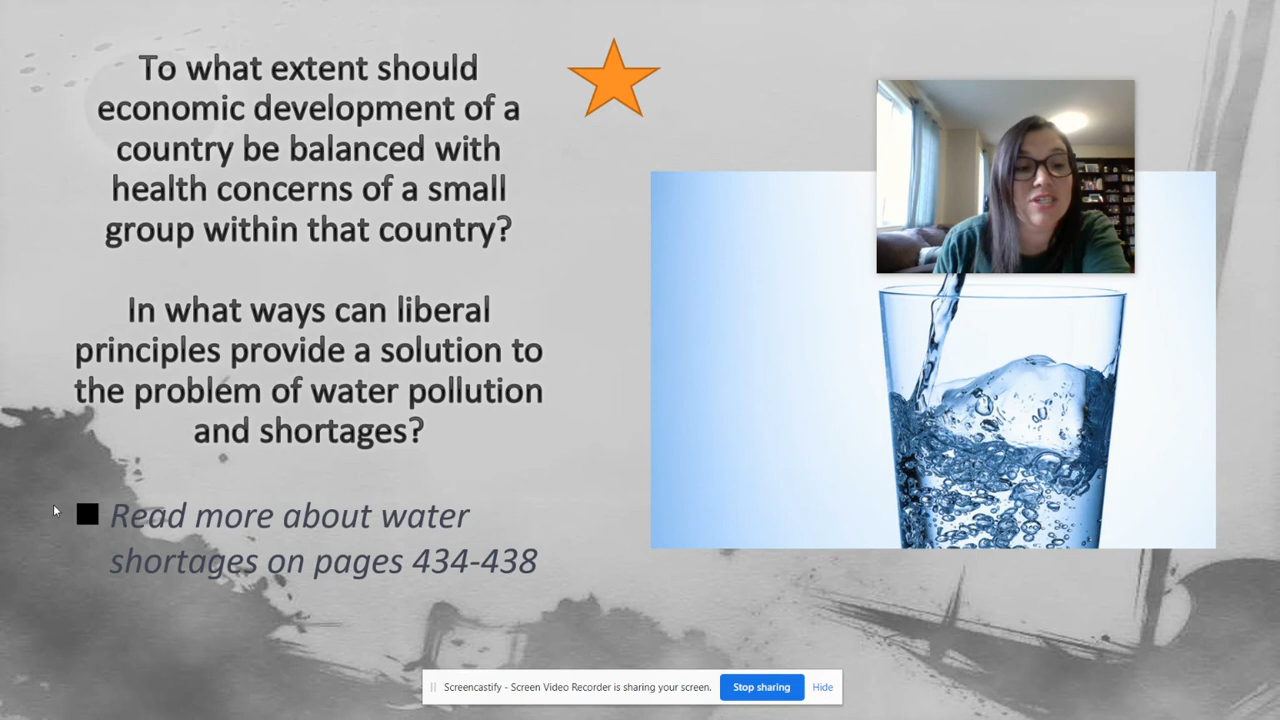 To what extent should
economic development of a
country be balanced with
health concerns of a small
group within that country?
In what ways can liberal
principles provide a solution to
the problem of water pollution
and shortages?
Read more about water
shortages on pages 434-438
Screencastify - Screen Video Recorder is sharing your screen.
Stop sharing
Hide